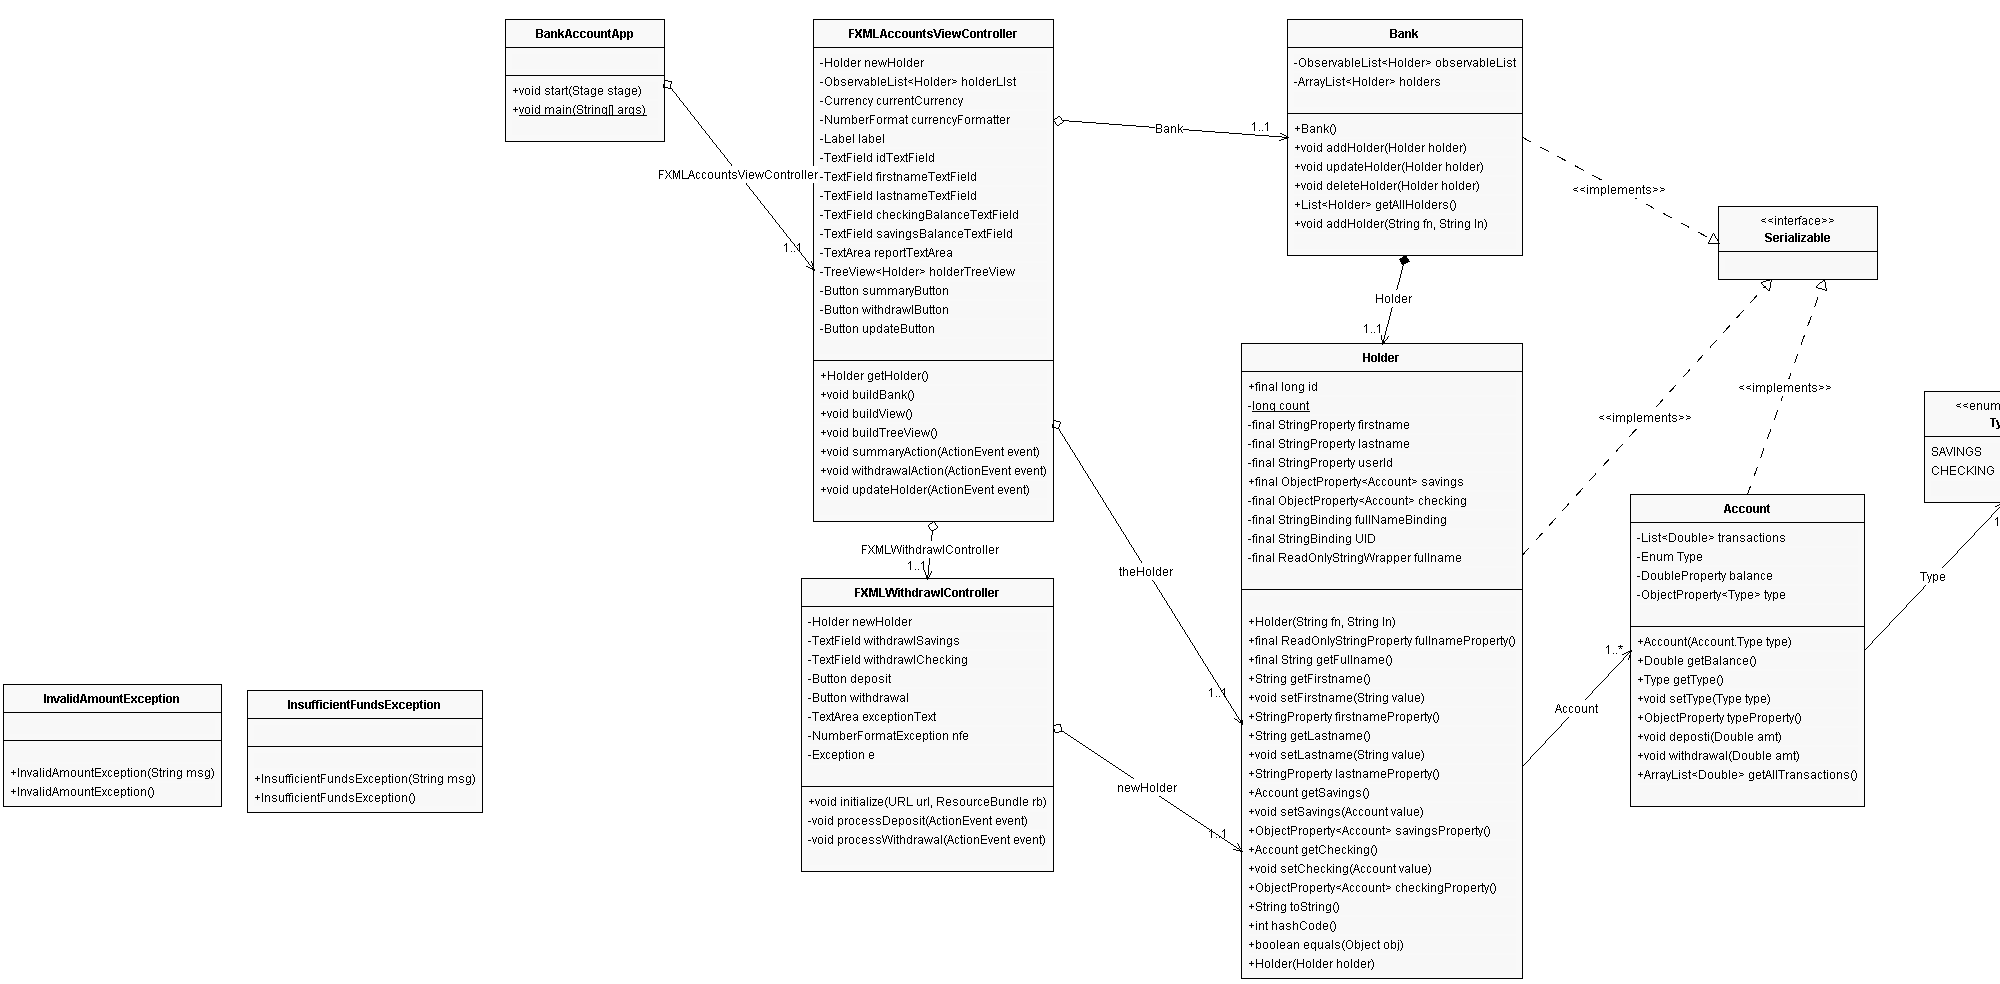 BankAccountApp
+void start(Stage stage)
+void main(String[] args)
FXMLAccountsViewController
1..1
FXMLAccountsViewController
-Holder newHolder
-ObservableList<Holder> holderLIst
-Currency currentCurrency
-NumberFormat currencyFormatter
-Label label
-TextField idTextField
-TextField firstnameTextField
-TextField lastnameTextField
-TextField checkingBalanceTextField
-TextField savingsBalanceTextField
-TextArea reportTextArea
-TreeView<Holder> holderTreeView
-Button summaryButton
-Button withdrawlButton
-Button updateButton
+Holder getHolder()
+void buildBank()
+void buildView()
+void buildTreeView()
+void summaryAction(ActionEvent event)
+void withdrawalAction(ActionEvent event)
+void updateHolder(ActionEvent event)
Bank
1..1
Bank
-ObservableList<Holder> observableList
-ArrayList<Holder> holders
+Bank()
+void addHolder(Holder holder)
+void updateHolder(Holder holder)
+void deleteHolder(Holder holder)
+List<Holder> getAllHolders()
+void addHolder(String fn, String ln)
<<implements>>
<<interface>>
Serializable
Holder
1..1
<<implements>>
<<implements>>
Holder
+final long id
-long count
-final StringProperty firstname
-final StringProperty lastname
-final StringProperty userId
+final ObjectProperty<Account> savings
-final ObjectProperty<Account> checking
-final StringBinding fullNameBinding
-final StringBinding UID
-final ReadOnlyStringWrapper fullname
+Holder(String fn, String ln)
+final ReadOnlyStringProperty fullnameProperty()
+final String getFullname()
+String getFirstname()
+void setFirstname(String value)
+StringProperty firstnameProperty()
+String getLastname()
+void setLastname(String value)
+StringProperty lastnameProperty()
+Account getSavings()
+void setSavings(Account value)
+ObjectProperty<Account> savingsProperty()
+Account getChecking()
+void setChecking(Account value)
+ObjectProperty<Account> checkingProperty()
+String toString()
+int hashCode()
+boolean equals(Object obj)
+Holder(Holder holder)
<<enum
Ty
SAVINGS
CHECKING
1
Type
Account
-List<Double> transactions
-Enum Type
-DoubleProperty balance
-ObjectProperty<Type> type
+Account(Account.Type type)
+Double getBalance()
+Type getType()
+void setType(Type type)
+ObjectProperty typeProperty()
+void deposti(Double amt)
+void withdrawal(Double amt)
+ArrayList<Double> getAllTransactions()
1..*
Account
theHolder
1..1
FXMLWithdrawlController
1..1
FXMLWithdrawlController
-Holder newHolder
-TextField withdrawlSavings
-TextField withdrawlChecking
-Button deposit
-Button withdrawal
-TextArea exceptionText
-NumberFormatException nfe
-Exception e
+void initialize(URL url, ResourceBundle rb)
-void processDeposit(ActionEvent event)
-void processWithdrawal(ActionEvent event)
newHolder
1..1
InvalidAmountException
+InvalidAmountException(String msg)
+InvalidAmountException()
InsufficientFundsException
+InsufficientFundsException(String msg)
+InsufficientFundsException()